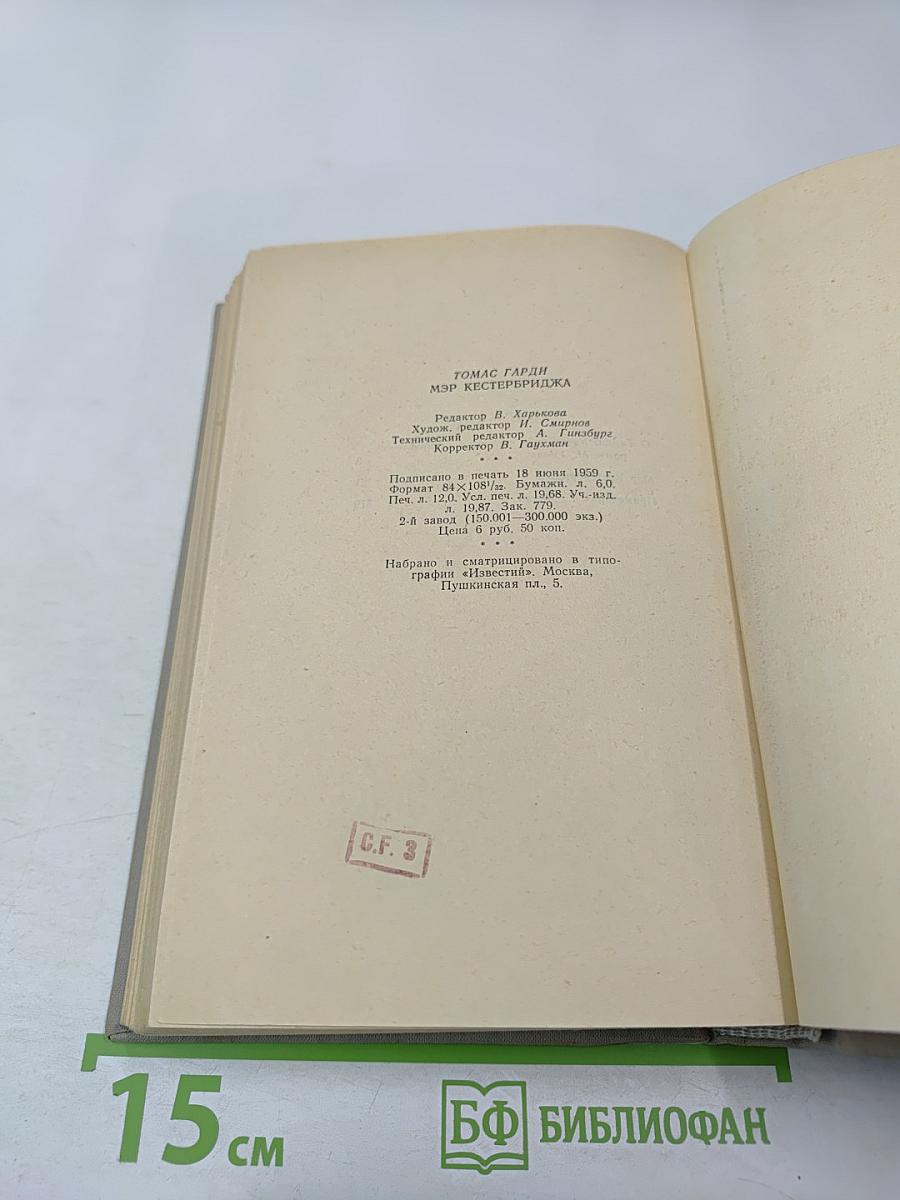 ТОМАС ГАРДИ
МЭР КЕСТЕРБРИДЖА
Редактор В. Харькова
Худож. редактор И. Смирнов
Технический редактор А. Гинзбург
Корректор В. Гаухман
* * *
Подписано в печать 18 июня 1959 г.
Формат 84×108¹/₃₂. Бумажн. л. 6,0.
Печ. л. 12,0. Усл. печ. л. 19,68. Уч.-изд.
л. 19,87. Зак. 779.
2-й завод (150.001—300.000 экз.)
Цена 6 руб. 50 коп.
* * *
Набрано и сматрицировано в типо-
графии «Известий». Москва,
Пушкинская пл., 5.
C.F. 3
15 см
БФ БИБЛИОФАН